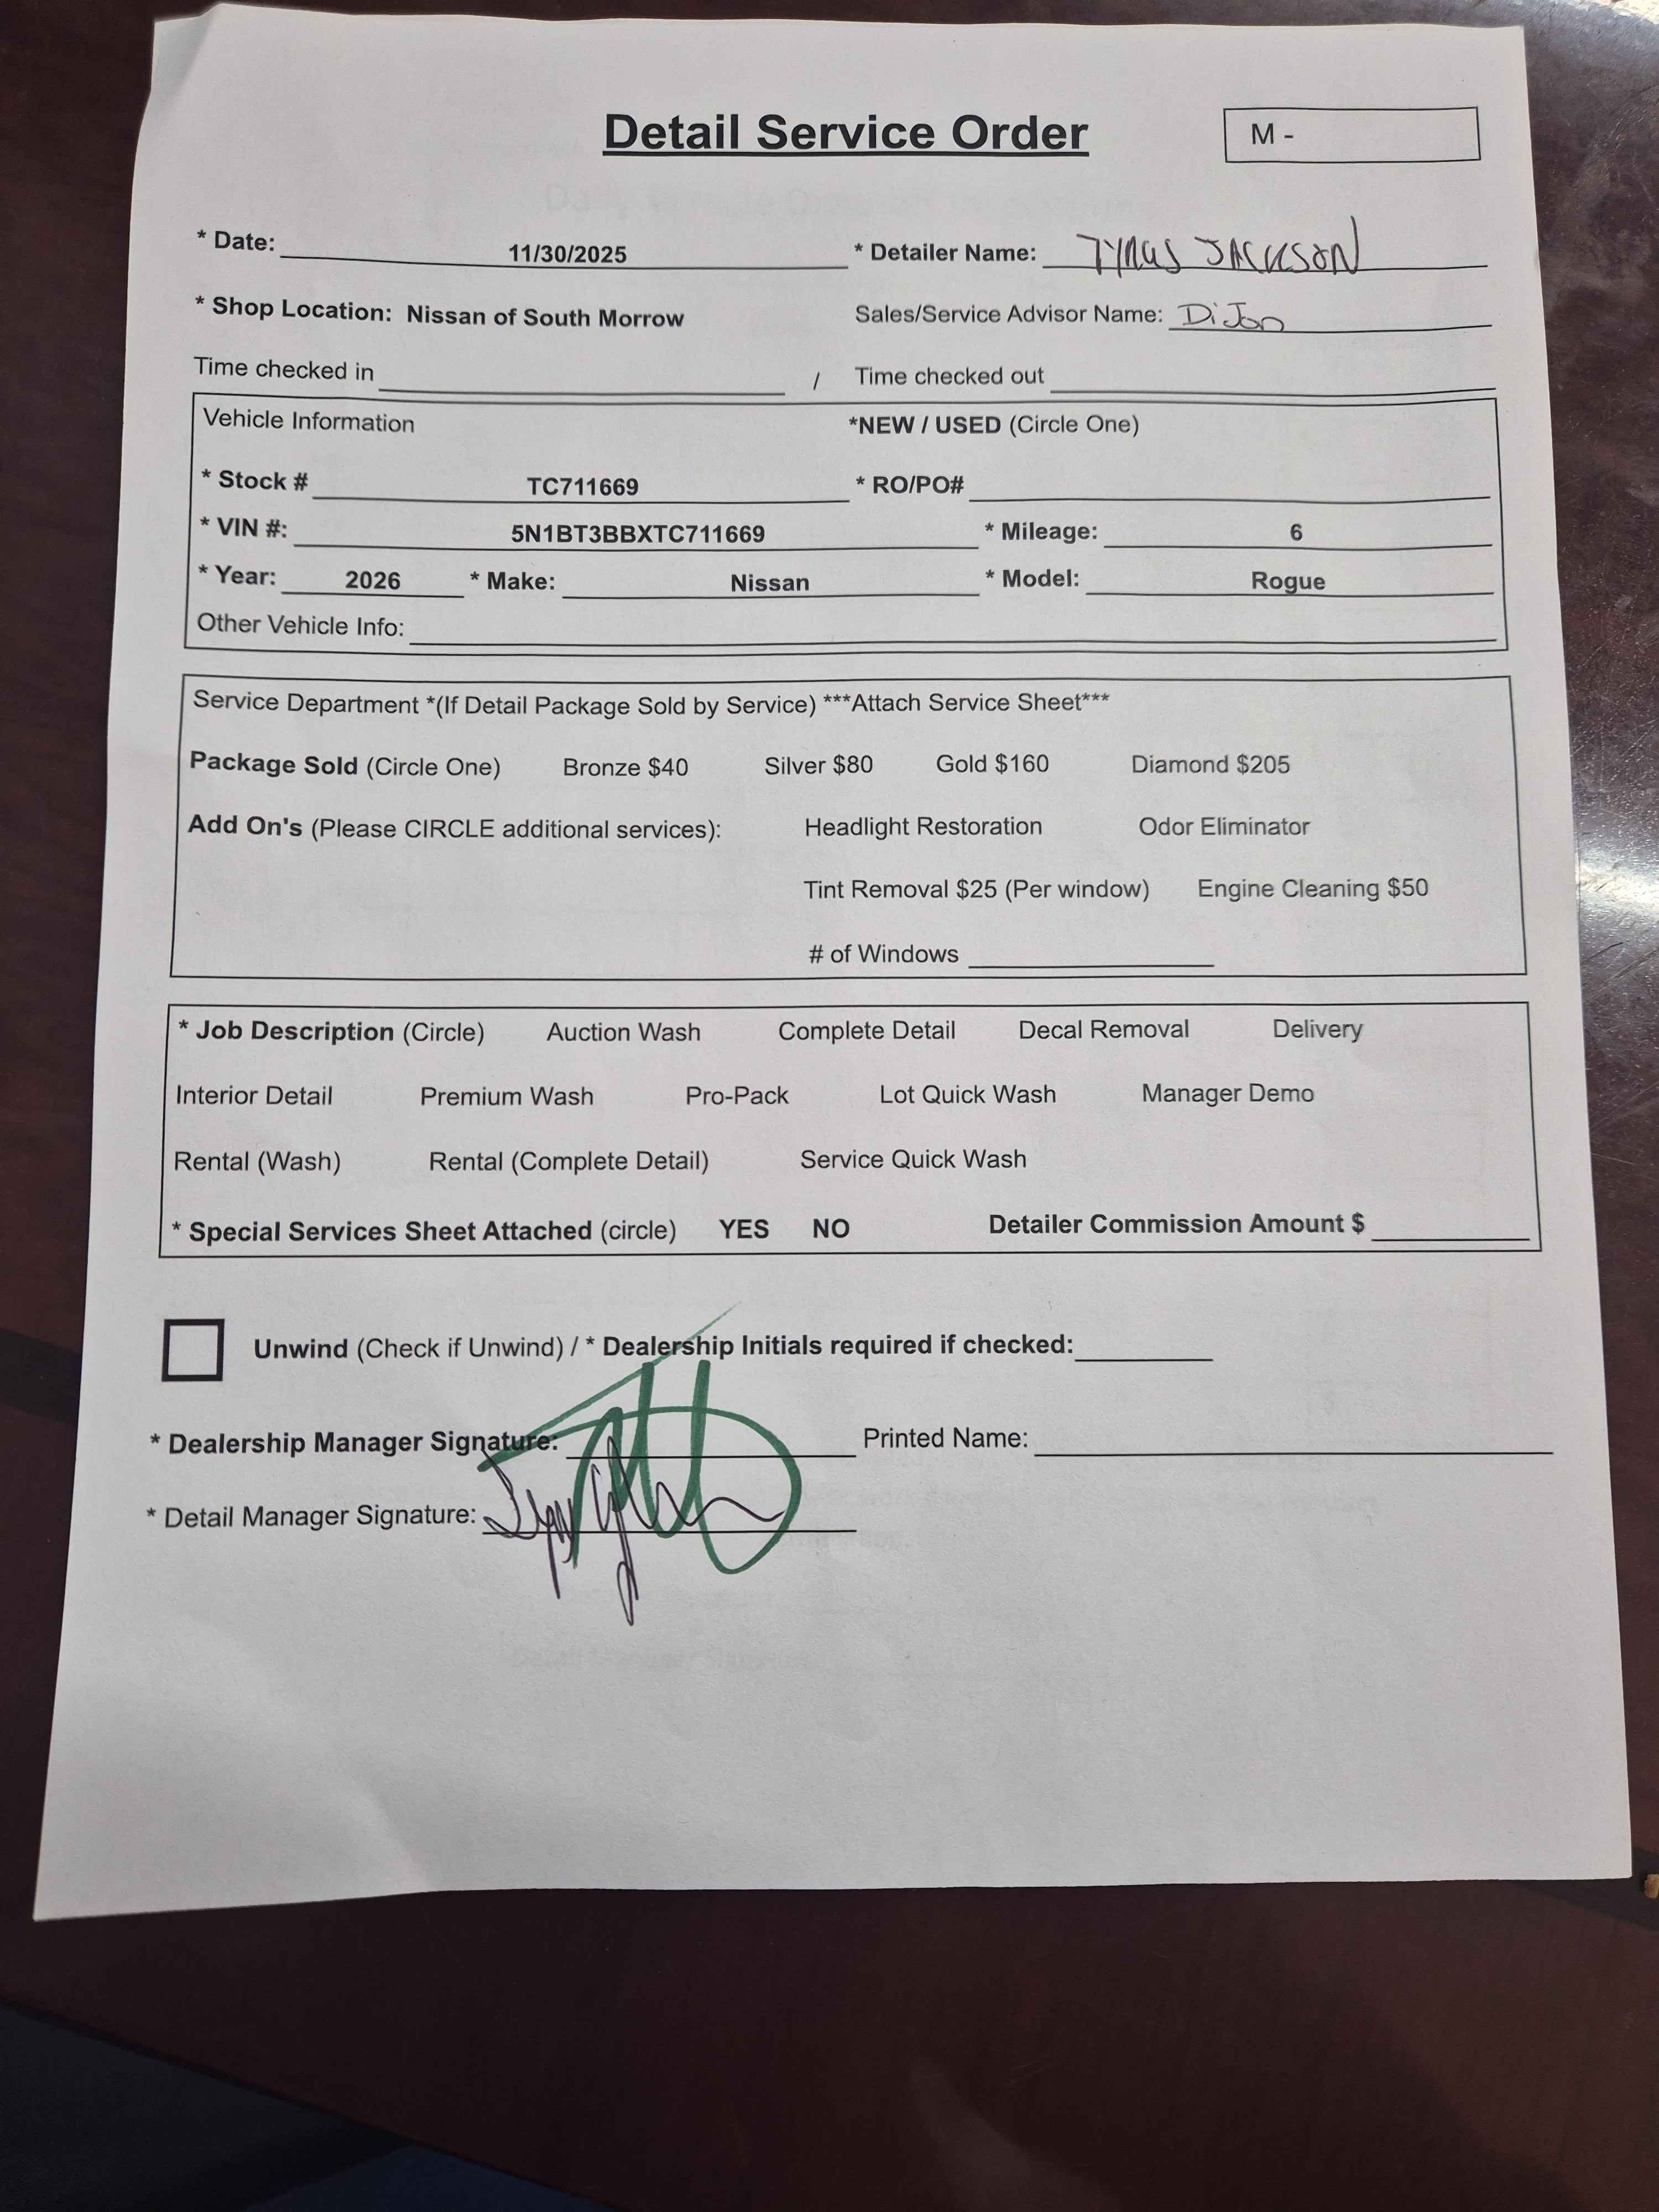 Detail Service Order
M -
* Date: 11/30/2025 * Detailer Name: TYRUS JACKSON
* Shop Location: Nissan of South Morrow Sales/Service Advisor Name: DiJon
Time checked in / Time checked out
Vehicle Information *NEW / USED (Circle One)
* Stock # TC711669 * RO/PO#
* VIN #: 5N1BT3BBXTC711669 * Mileage: 6
* Year: 2026 * Make: Nissan * Model: Rogue
Other Vehicle Info:
Service Department *(If Detail Package Sold by Service) ***Attach Service Sheet***
Package Sold (Circle One) Bronze $40 Silver $80 Gold $160 Diamond $205
Add On's (Please CIRCLE additional services): Headlight Restoration Odor Eliminator
Tint Removal $25 (Per window) Engine Cleaning $50
# of Windows
* Job Description (Circle) Auction Wash Complete Detail Decal Removal Delivery
Interior Detail Premium Wash Pro-Pack Lot Quick Wash Manager Demo
Rental (Wash) Rental (Complete Detail) Service Quick Wash
* Special Services Sheet Attached (circle) YES NO Detailer Commission Amount $
Unwind (Check if Unwind) / * Dealership Initials required if checked:
* Dealership Manager Signature: Printed Name:
* Detail Manager Signature: